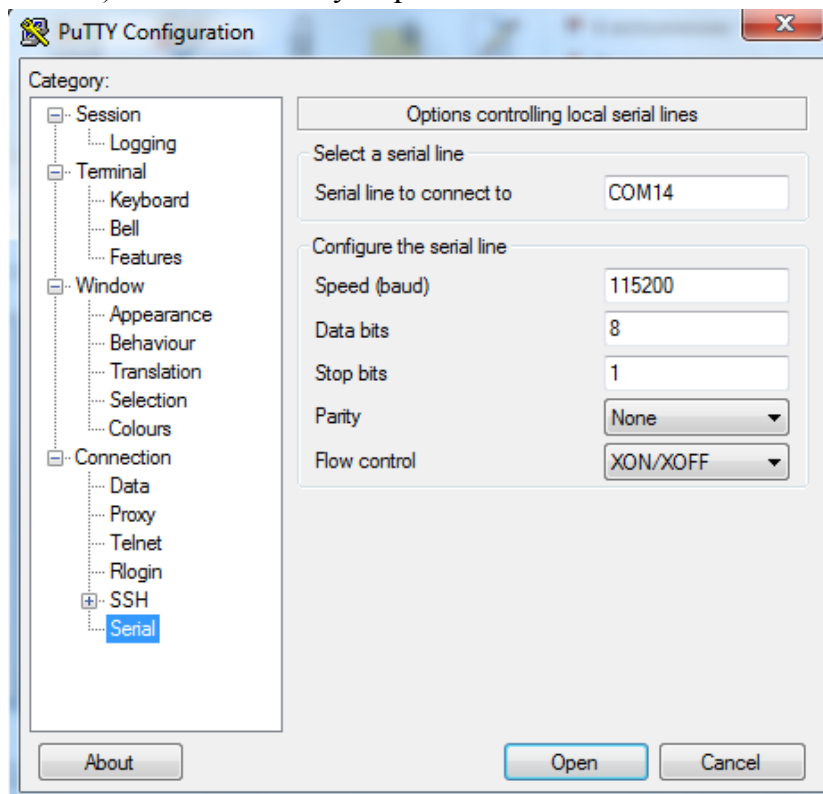 PuTTY Configuration
Category:
Session
Logging
Terminal
Keyboard
Bell
Features
Window
Appearance
Behaviour
Translation
Selection
Colours
Connection
Data
Proxy
Telnet
Rlogin
SSH
Serial
Options controlling local serial lines
Select a serial line
Serial line to connect to COM14
Configure the serial line
Speed (baud) 115200
Data bits 8
Stop bits 1
Parity None
Flow control XON/XOFF
About Open Cancel